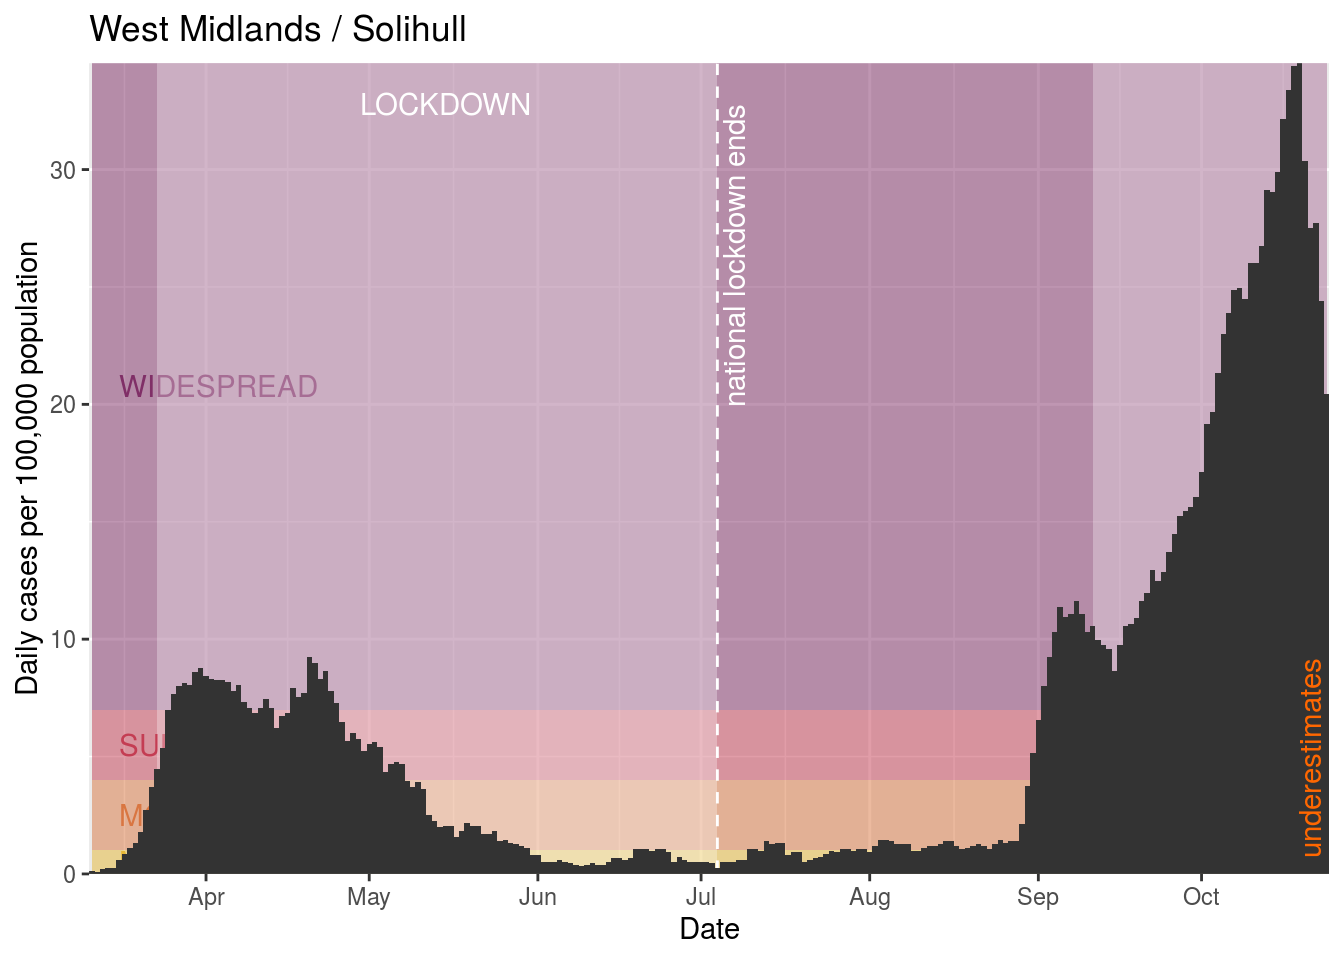 West Midlands / Solihull
LOCKDOWN
national lockdown ends
WIDESPREAD
underestimates
Daily cases per 100,000 population
30
20
10
0
Apr
May
Jun
Jul
Aug
Sep
Oct
Date